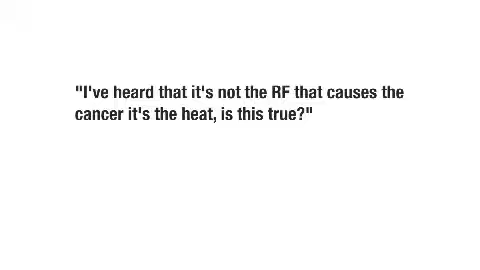 "I've heard that it's not the RF that causes the
cancer it's the heat, is this true?"